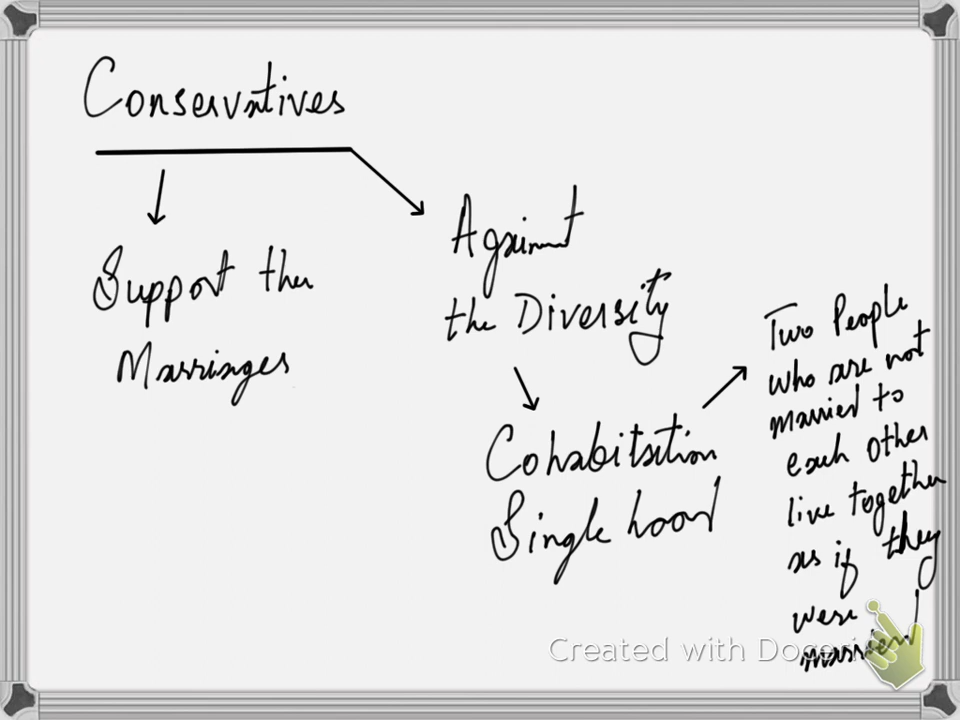 Conservatives
Support the
Marriages
Against
the Diversity
Cohabitation
Single hood
Two People
who are not
married to
each other
live together
as if they
were
married
Created with Doceri